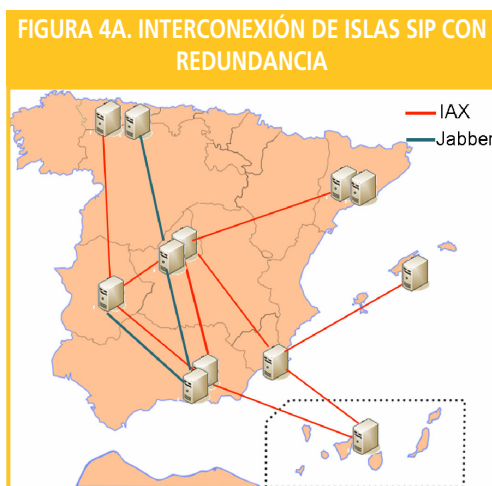 FIGURA 4A. INTERCONEXIÓN DE ISLAS SIP CON
REDUNDANCIA
IAX
Jabber